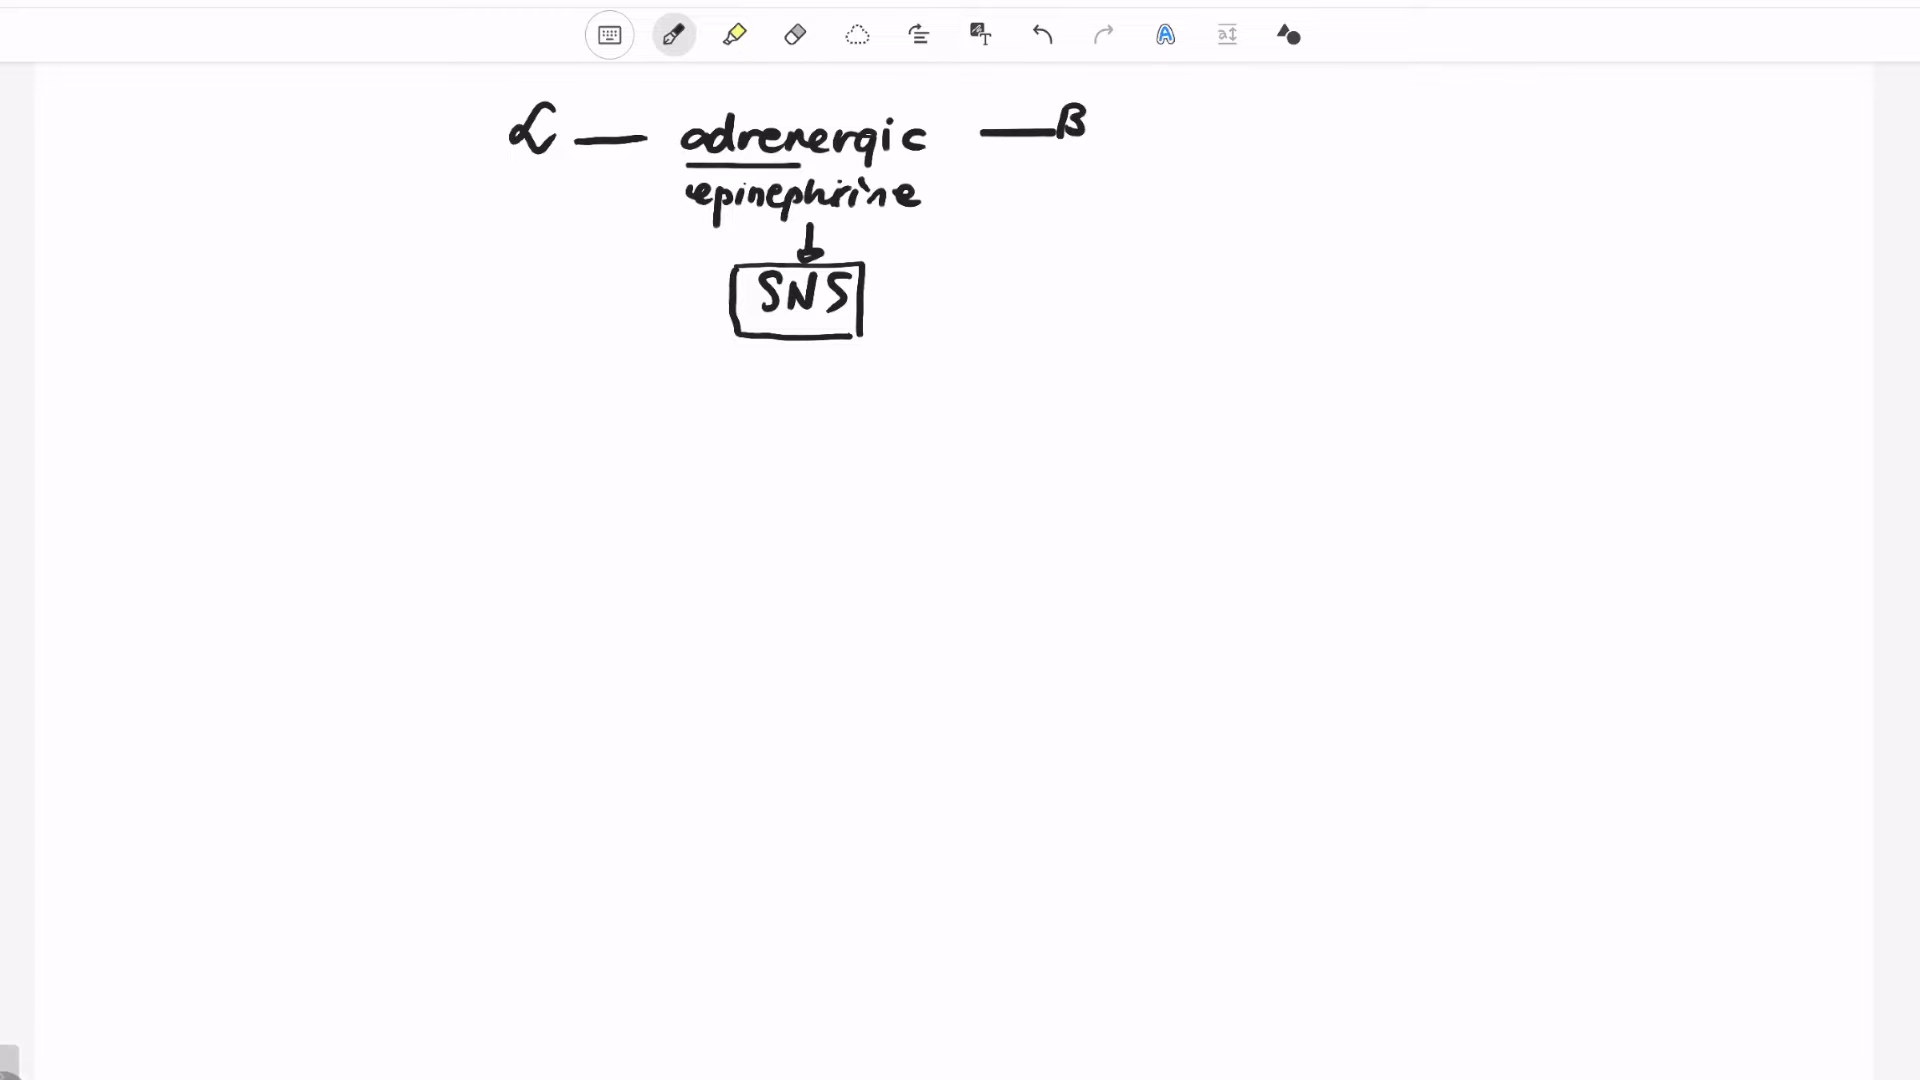 α — adrenergic — β
epinephrine
SNS